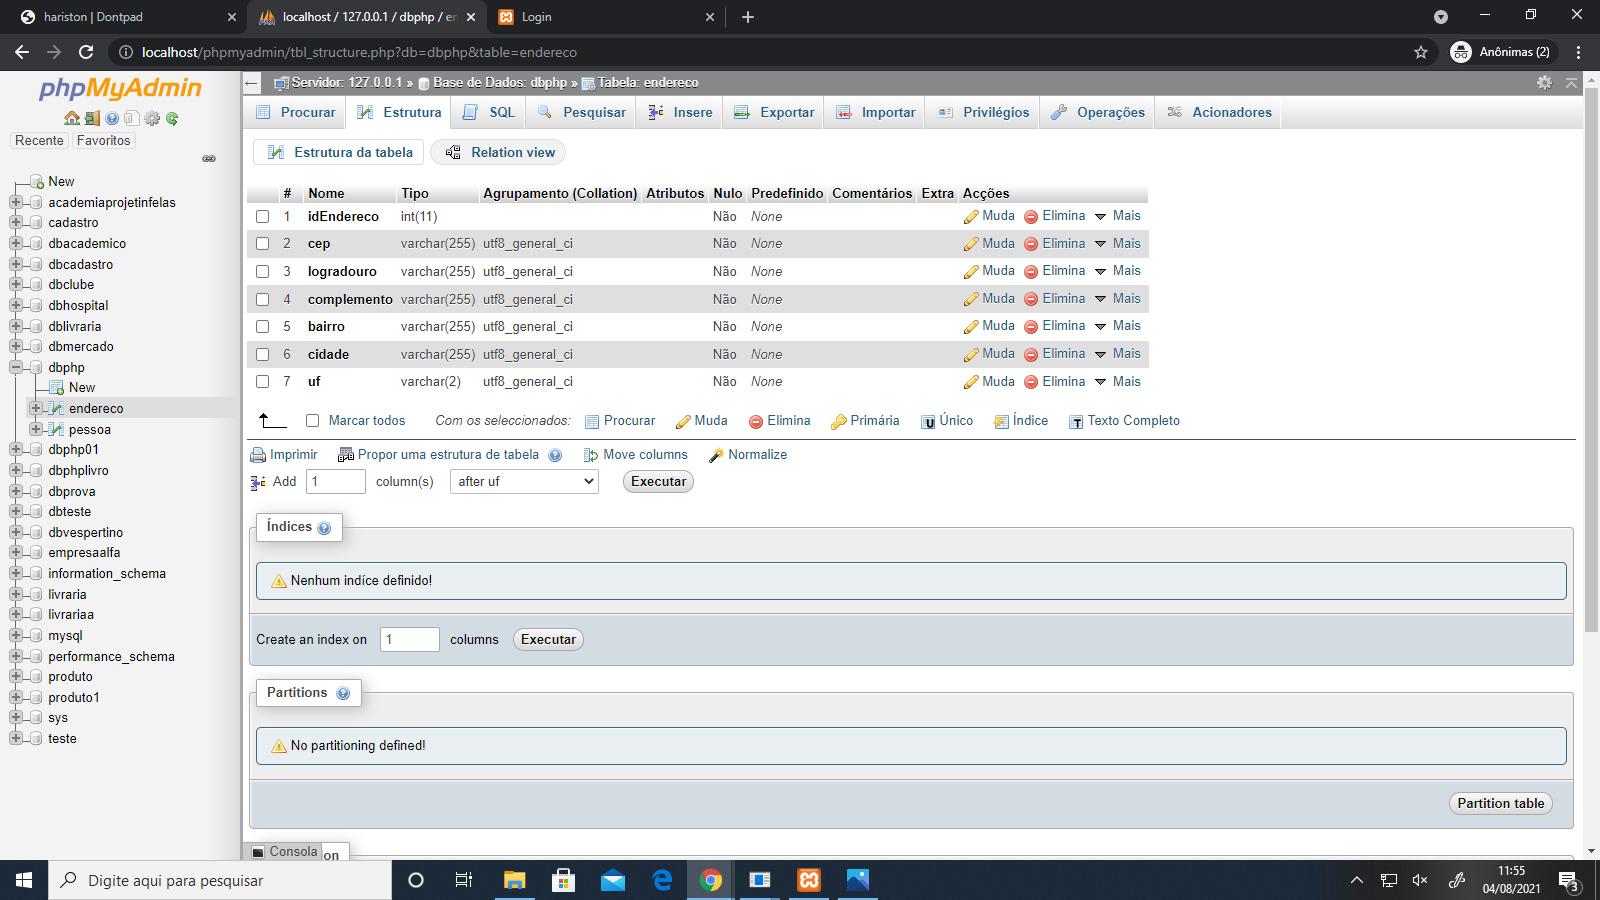 hariston | Dontpad
localhost / 127.0.0.1 / dbphp / en
Login
localhost/phpmyadmin/tbl_structure.php?db=dbphp&table=endereco
Anônimas (2)
phpMyAdmin
Recente Favoritos
New
academiaprojetinfelas
cadastro
dbacademico
dbcadastro
dbclube
dbhospital
dblivraria
dbmercado
dbphp
New
endereco
pessoa
dbphp01
dbphplivro
dbprova
dbteste
dbvespertino
empresaalfa
information_schema
livraria
livrariaa
mysql
performance_schema
produto
produto1
sys
teste
Servidor: 127.0.0.1 » Base de Dados: dbphp » Tabela: endereco
Procurar Estrutura SQL Pesquisar Insere Exportar Importar Privilégios Operações Acionadores
Estrutura da tabela Relation view
# Nome Tipo Agrupamento (Collation) Atributos Nulo Predefinido Comentários Extra Acções
1 idEndereco int(11) Não None Muda Elimina Mais
2 cep varchar(255) utf8_general_ci Não None Muda Elimina Mais
3 logradouro varchar(255) utf8_general_ci Não None Muda Elimina Mais
4 complemento varchar(255) utf8_general_ci Não None Muda Elimina Mais
5 bairro varchar(255) utf8_general_ci Não None Muda Elimina Mais
6 cidade varchar(255) utf8_general_ci Não None Muda Elimina Mais
7 uf varchar(2) utf8_general_ci Não None Muda Elimina Mais
Marcar todos Com os seleccionados: Procurar Muda Elimina Primária Único Índice Texto Completo
Imprimir Propor uma estrutura de tabela Move columns Normalize
Add 1 column(s) after uf Executar
Índices
Nenhum indíce definido!
Create an index on 1 columns Executar
Partitions
No partitioning defined!
Partition table
Consola
on
Digite aqui para pesquisar
11:55
04/08/2021
3